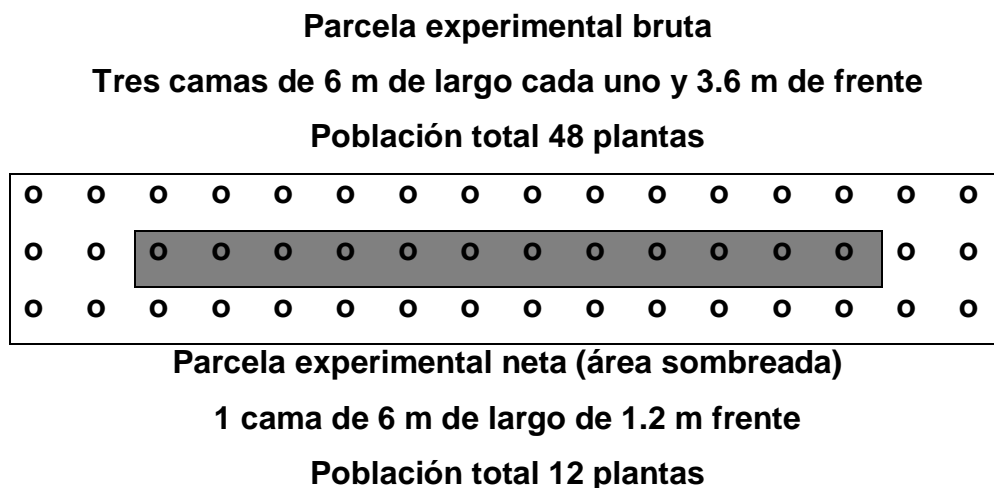 Parcela experimental bruta
Tres camas de 6 m de largo cada uno y 3.6 m de frente
Población total 48 plantas
o o o o o o o o o o o o o o o o
o o o o o o o o o o o o o o o o
o o o o o o o o o o o o o o o o
Parcela experimental neta (área sombreada)
1 cama de 6 m de largo de 1.2 m frente
Población total 12 plantas